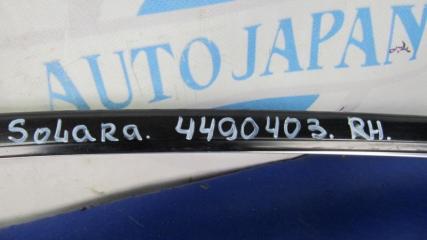 AUTO JAPAN
SOLARA. 4490403. RH.